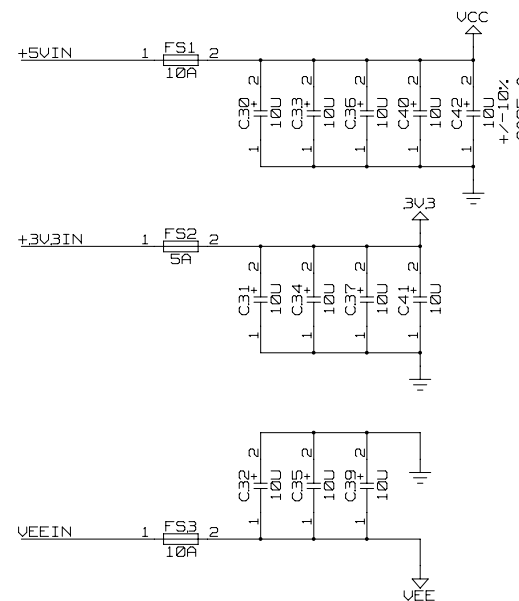 VCC
+5VIN 1 FS1 2
10A
2 2 2 2 2
C30 + 10U C33 + 10U C36 + 10U C40 + 10U C42 + 10U +/-10%
1 1 1 1 1
3V3
+3V3IN 1 FS2 2
5A
2 2 2 2
C31 + 10U C34 + 10U C37 + 10U C41 + 10U
1 1 1 1
2 2 2
C32 + 10U C35 + 10U C39 + 10U
1 1 1
VEEIN 1 FS3 2
10A
VEE